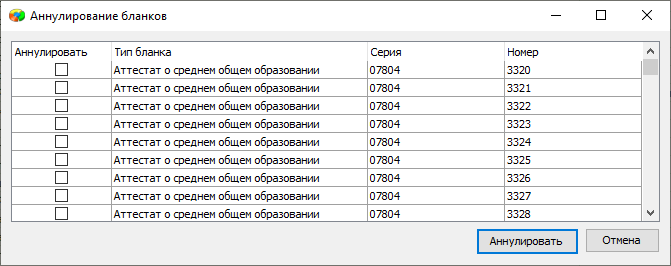 Аннулирование бланков
Аннулировать Тип бланка Серия Номер
Аттестат о среднем общем образовании 07804 3320
Аттестат о среднем общем образовании 07804 3321
Аттестат о среднем общем образовании 07804 3322
Аттестат о среднем общем образовании 07804 3323
Аттестат о среднем общем образовании 07804 3324
Аттестат о среднем общем образовании 07804 3325
Аттестат о среднем общем образовании 07804 3326
Аттестат о среднем общем образовании 07804 3327
Аттестат о среднем общем образовании 07804 3328
Аннулировать Отмена